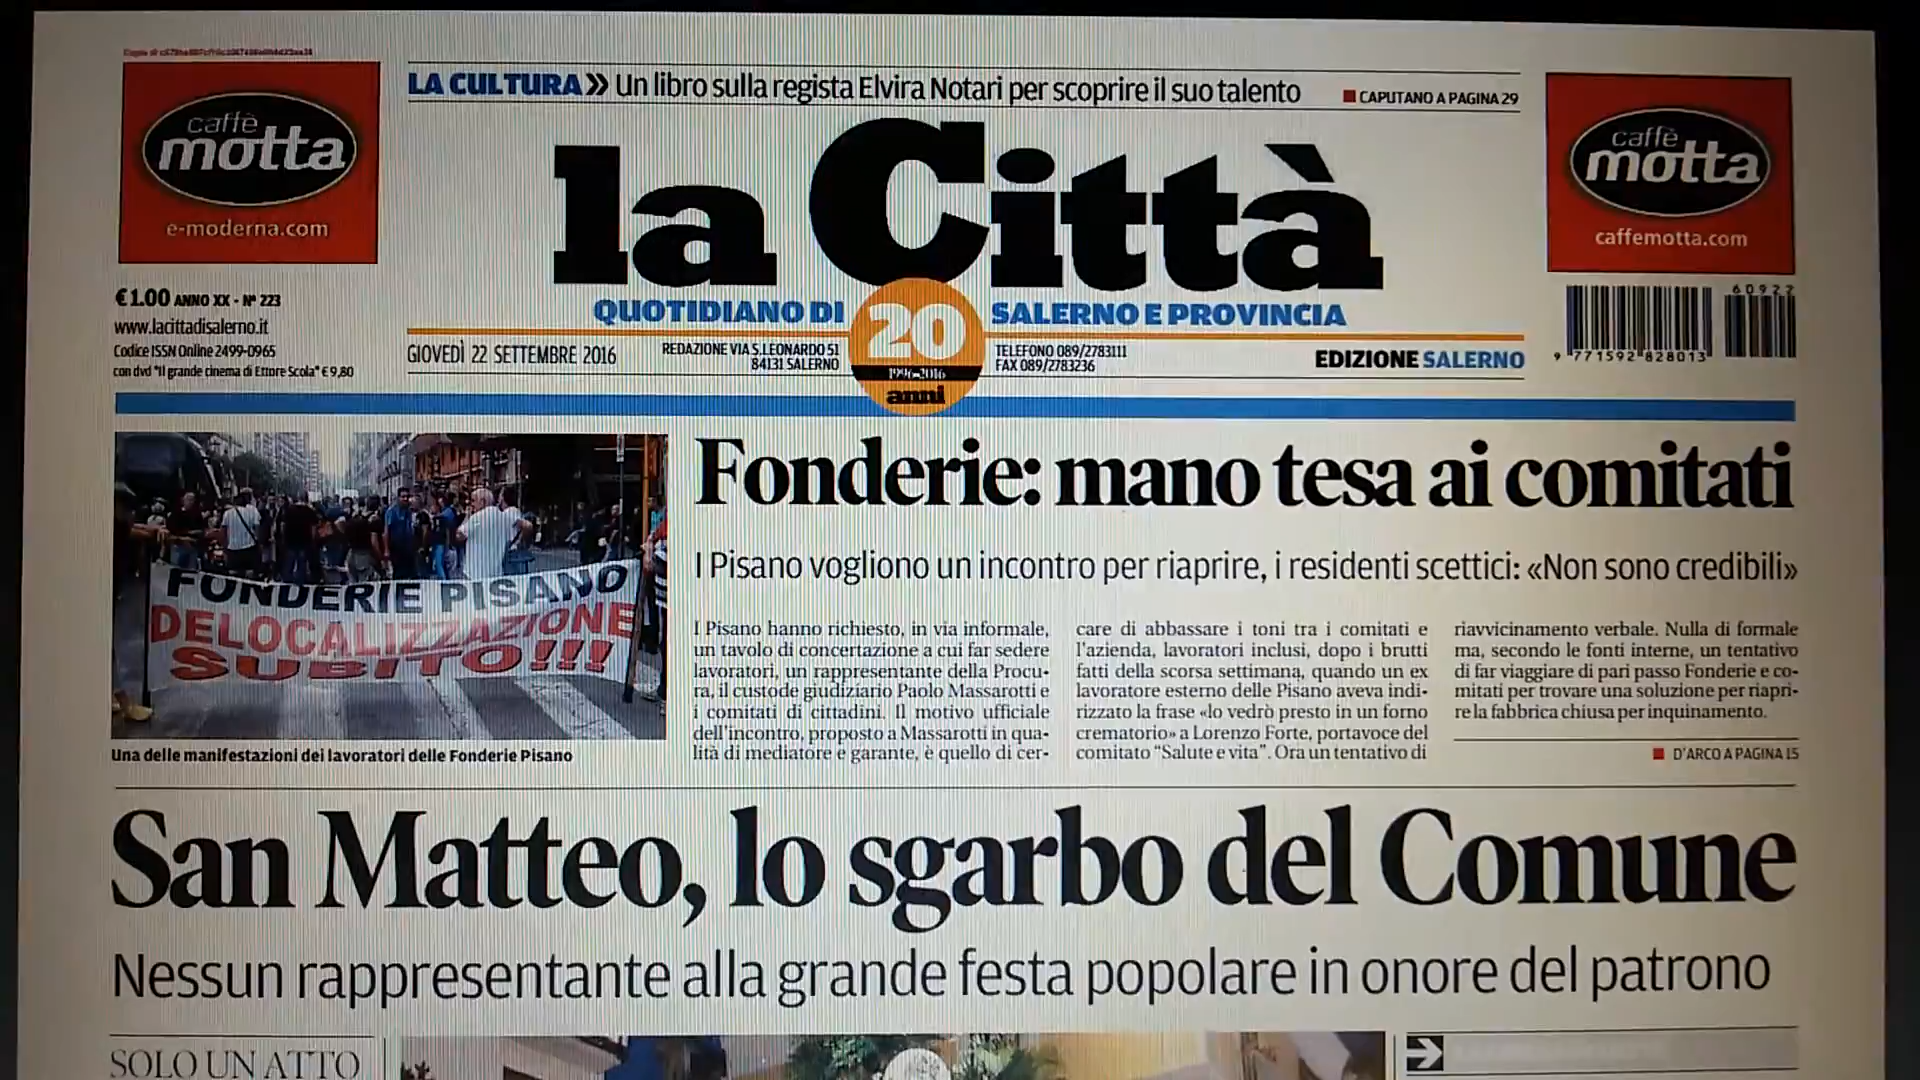 LA CULTURA» Un libro sulla regista Elvira Notari per scoprire il suo talento
CAPUTANO A PAGINA 29
caffè
motta
e-moderna.com
la Città
caffè
motta
caffemotta.com
€ 1.00 ANNO XX - N° 223
www.lacittadisalerno.it
Codice ISSN Online 2499-0965
con dvd "Il grande cinema di Ettore Scola" € 9,80
QUOTIDIANO DI
20
SALERNO E PROVINCIA
1996-2016
anni
GIOVEDÌ 22 SETTEMBRE 2016
REDAZIONE VIA S.LEONARDO 51
84131 SALERNO
TELEFONO 089/2783111
FAX 089/2783236
EDIZIONE SALERNO
60922
9 771592 828013
FONDERIE PISANO
DELOCALIZZAZIONE
SUBITO!!!
Una delle manifestazioni dei lavoratori delle Fonderie Pisano
Fonderie: mano tesa ai comitati
I Pisano vogliono un incontro per riaprire, i residenti scettici: «Non sono credibili»
I Pisano hanno richiesto, in via informale,
un tavolo di concertazione a cui far sedere
lavoratori, un rappresentante della Procu-
ra, il custode giudiziario Paolo Massarotti e
i comitati di cittadini. Il motivo ufficiale
dell'incontro, proposto a Massarotti in qua-
lità di mediatore e garante, è quello di cer-
care di abbassare i toni tra i comitati e
l'azienda, lavoratori inclusi, dopo i brutti
fatti della scorsa settimana, quando un ex
lavoratore esterno delle Pisano aveva indi-
rizzato la frase «lo vedrò presto in un forno
crematorio» a Lorenzo Forte, portavoce del
comitato "Salute e vita". Ora un tentativo di
riavvicinamento verbale. Nulla di formale
ma, secondo le fonti interne, un tentativo
di far viaggiare di pari passo Fonderie e co-
mitati per trovare una soluzione per riapri-
re la fabbrica chiusa per inquinamento.
D'ARCO A PAGINA 15
San Matteo, lo sgarbo del Comune
Nessun rappresentante alla grande festa popolare in onore del patrono
SOLO UN ATTO